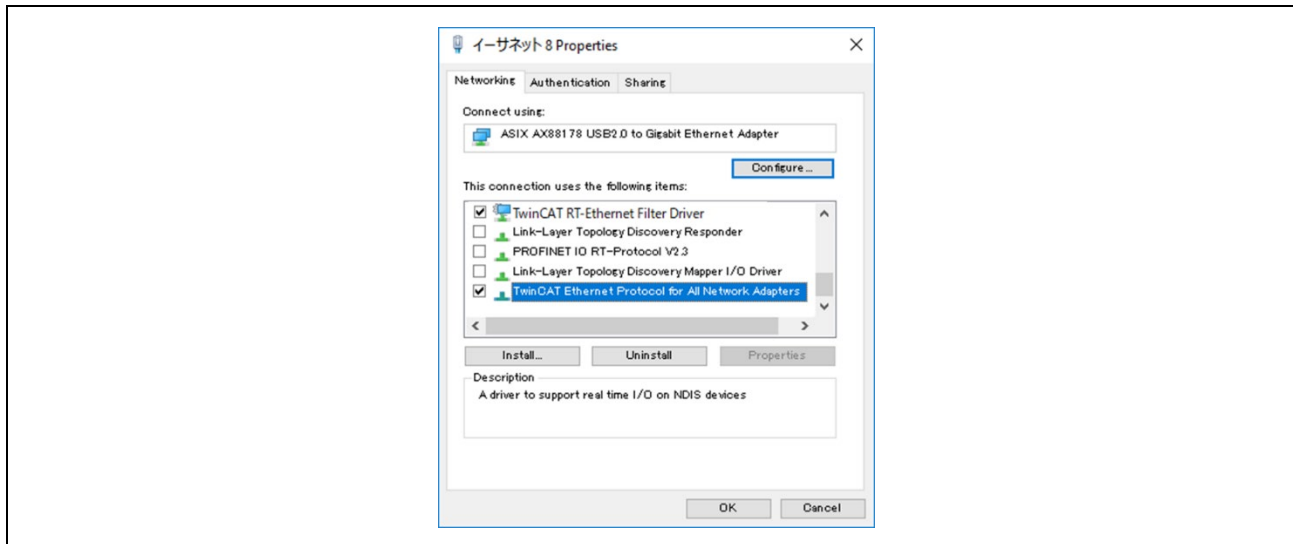 イーサネット 8 Properties
Networking Authentication Sharing
Connect using:
ASIX AX88178 USB2.0 to Gigabit Ethernet Adapter
Configure...
This connection uses the following items:
TwinCAT RT-Ethernet Filter Driver
Link-Layer Topology Discovery Responder
PROFINET IO RT-Protocol V2.3
Link-Layer Topology Discovery Mapper I/O Driver
TwinCAT Ethernet Protocol for All Network Adapters
Install... Uninstall Properties
Description
A driver to support real time I/O on NDIS devices
OK Cancel